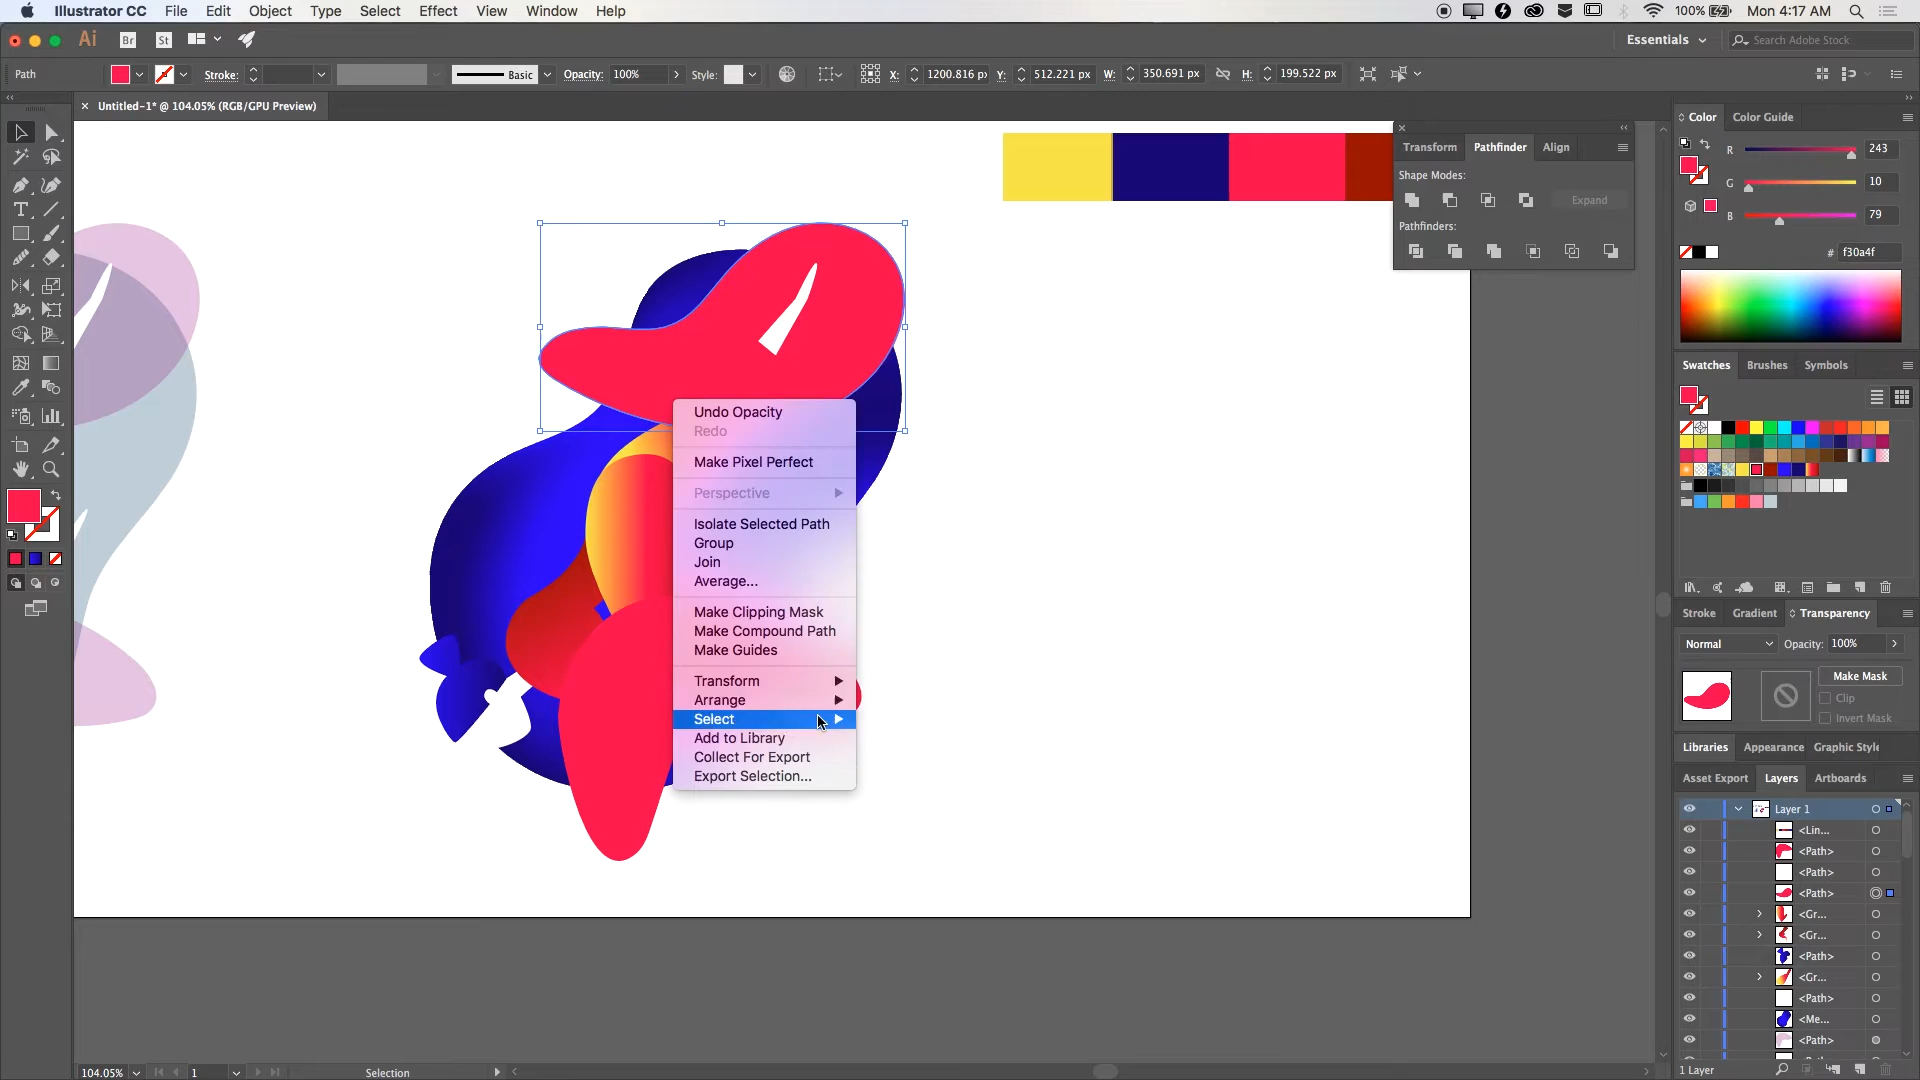 Illustrator CC File Edit Object Type Select Effect View Window Help 100% Mon 4:17 AM
Ai Br St Essentials Search Adobe Stock
Path Stroke: Basic Opacity: 100% Style: X: 1200.816 px Y: 512.221 px W: 350.691 px H: 199.522 px
× Untitled-1* @ 104.05% (RGB/GPU Preview)
Transform Pathfinder Align
Shape Modes:
Expand
Pathfinders:
Color Color Guide
R 243
G 10
B 79
# f30a4f
Swatches Brushes Symbols
Stroke Gradient Transparency
Normal Opacity: 100%
Make Mask
Clip
Invert Mask
Libraries Appearance Graphic Style
Asset Export Layers Artboards
Layer 1
<Lin...
<Path>
<Path>
<Path>
<Gr...
<Gr...
<Path>
<Gr...
<Path>
<Me...
<Path>
1 Layer
Undo Opacity
Redo
Make Pixel Perfect
Perspective
Isolate Selected Path
Group
Join
Average...
Make Clipping Mask
Make Compound Path
Make Guides
Transform
Arrange
Select
Add to Library
Collect For Export
Export Selection...
104.05% 1 Selection